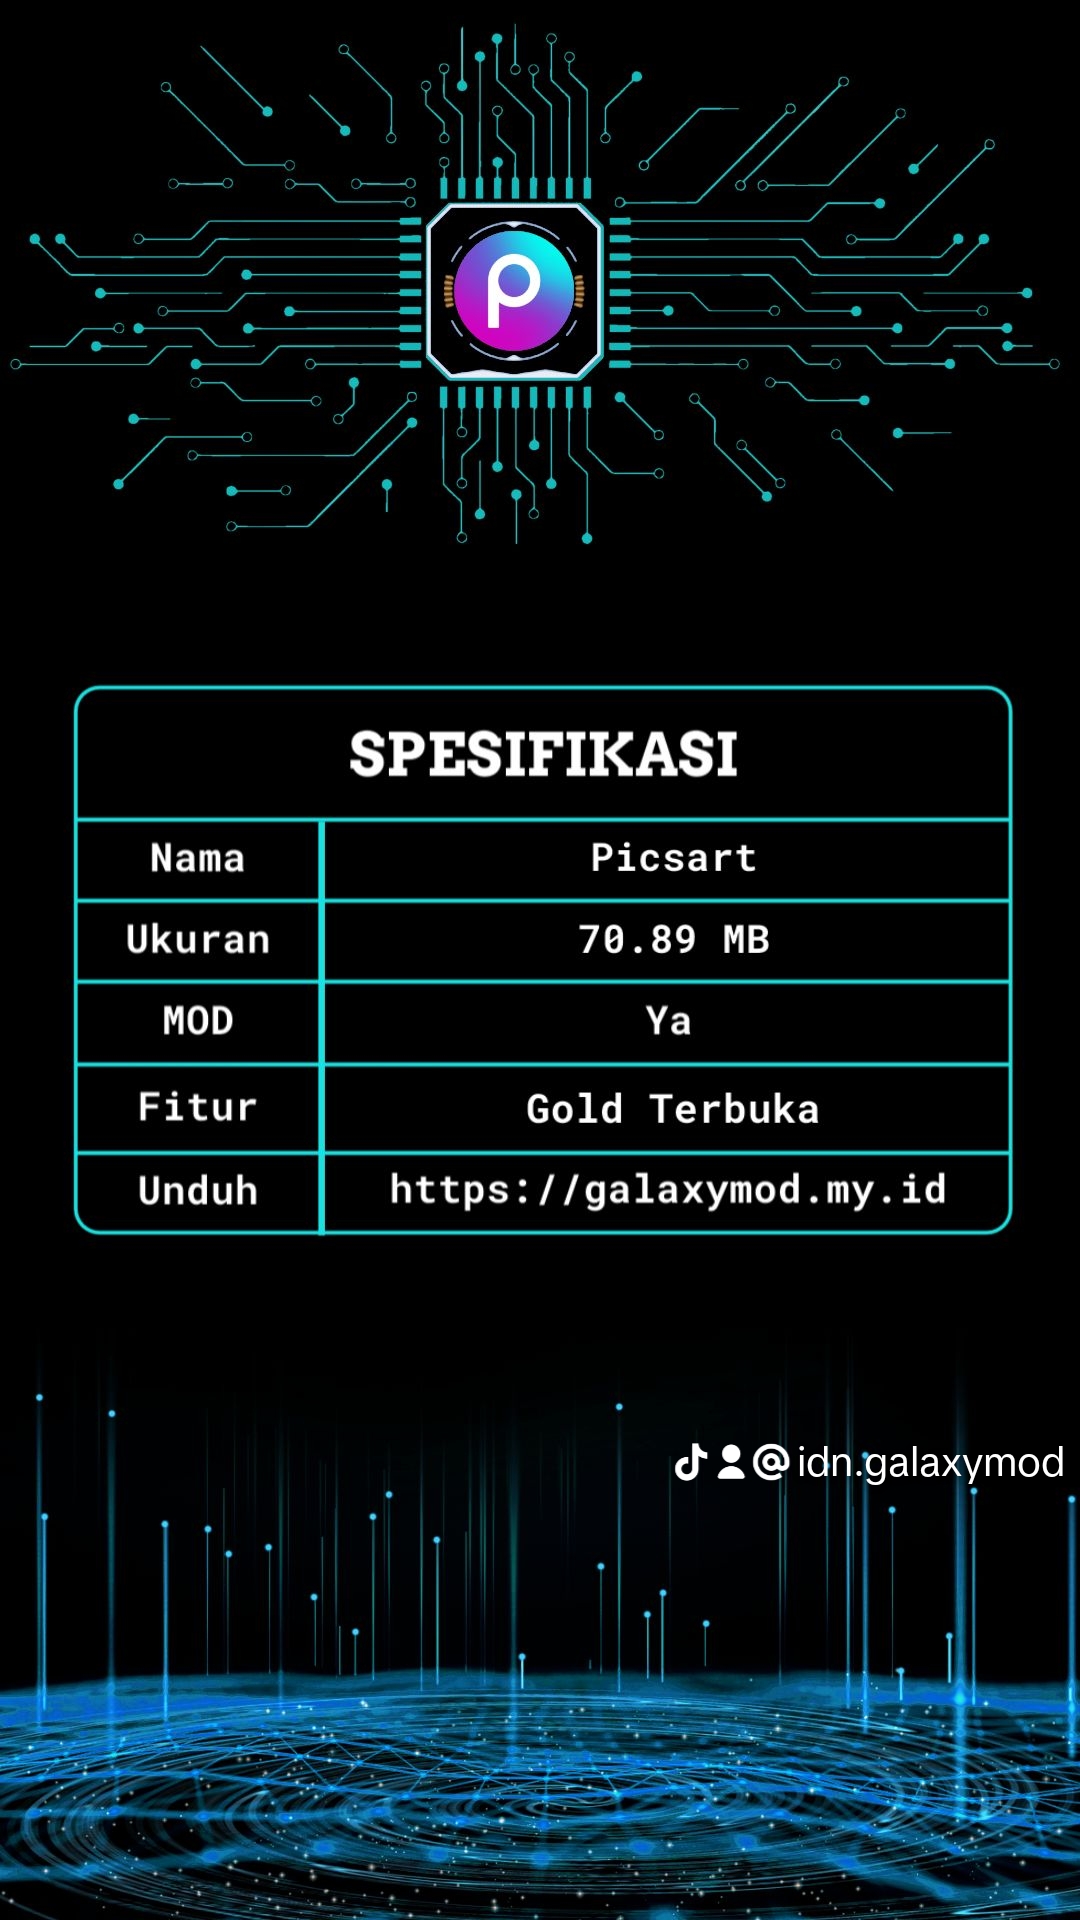 SPESIFIKASI
Nama Picsart
Ukuran 70.89 MB
MOD Ya
Fitur Gold Terbuka
Unduh https://galaxymod.my.id
@idn.galaxymod